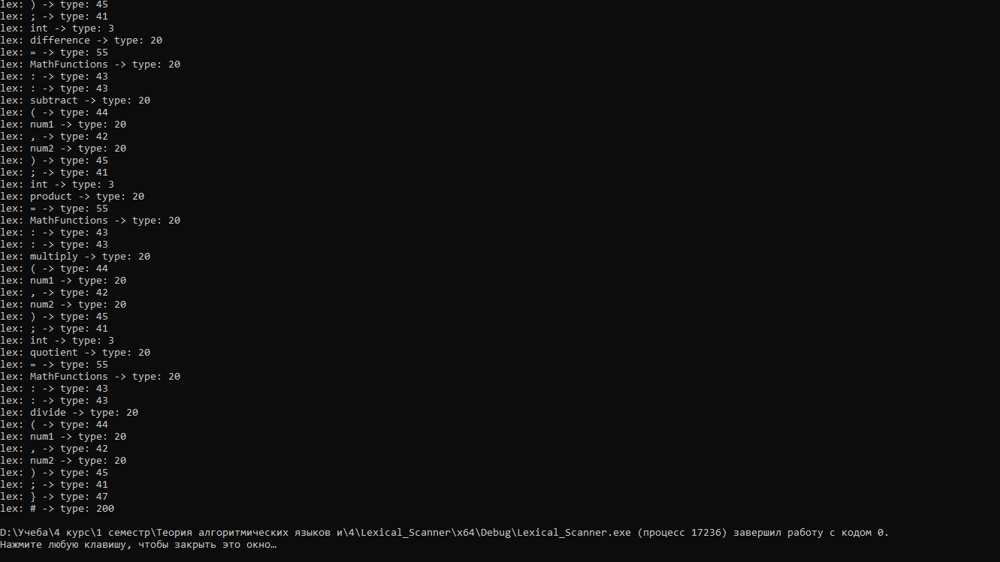 lex: ) -> type: 45
lex: ; -> type: 41
lex: int -> type: 3
lex: difference -> type: 20
lex: = -> type: 55
lex: MathFunctions -> type: 20
lex: : -> type: 43
lex: : -> type: 43
lex: subtract -> type: 20
lex: ( -> type: 44
lex: num1 -> type: 20
lex: , -> type: 42
lex: num2 -> type: 20
lex: ) -> type: 45
lex: ; -> type: 41
lex: int -> type: 3
lex: product -> type: 20
lex: = -> type: 55
lex: MathFunctions -> type: 20
lex: : -> type: 43
lex: : -> type: 43
lex: multiply -> type: 20
lex: ( -> type: 44
lex: num1 -> type: 20
lex: , -> type: 42
lex: num2 -> type: 20
lex: ) -> type: 45
lex: ; -> type: 41
lex: int -> type: 3
lex: quotient -> type: 20
lex: = -> type: 55
lex: MathFunctions -> type: 20
lex: : -> type: 43
lex: : -> type: 43
lex: divide -> type: 20
lex: ( -> type: 44
lex: num1 -> type: 20
lex: , -> type: 42
lex: num2 -> type: 20
lex: ) -> type: 45
lex: ; -> type: 41
lex: } -> type: 47
lex: # -> type: 200
D:\Учеба\4 курс\1 семестр\Теория алгоритмических языков и\4\Lexical_Scanner\x64\Debug\Lexical_Scanner.exe (процесс 17236) завершил работу с кодом 0.
Нажмите любую клавишу, чтобы закрыть это окно…